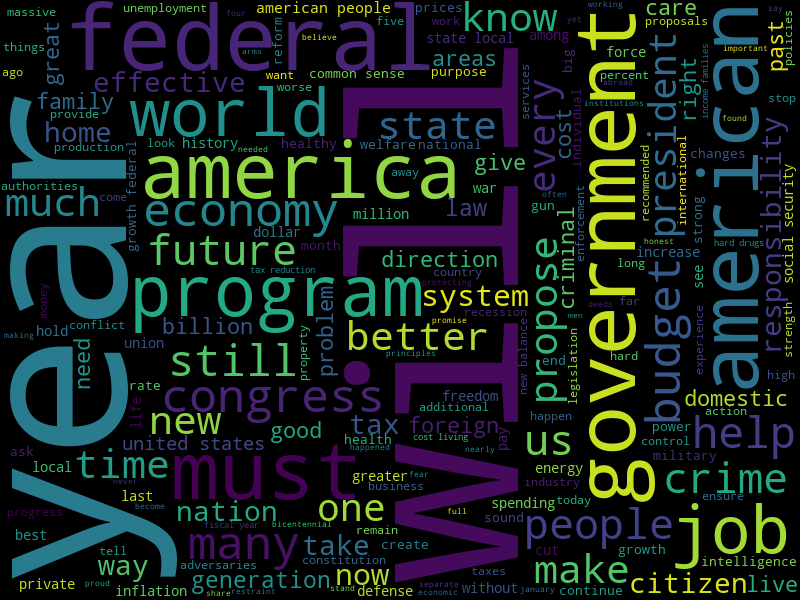 massive
unemployment
four
american people
prices
work
yet
working
say
things
great
federal
arms
believe
five
know
state local
among
big
care
proposals
policies
ago
effective
want
reform
common sense
purpose
areas
force
percent
important
past
family
provide
world
worse
cost
services
individual
abroad
institutions
right
income families
stop
home
production
look
history
needed
state
every
president
found
american
year
america
healthy
welfare
national
away
give
war
law
gun
often
recommended
international
changes
authorities
come
much
growth federal
economy
million
criminal
enforcement
strong
responsibility
social security
dollar
month
future
direction
country
government
increase
hard drugs
honest
long
see
tax reduction
protecting
program
system
promise
recession
propose
deeds
men
far
strength
money
making
hold
conflict
union
billion
problem
property
better
principles
will
new balance
end
legislation
hard
budget
experience
high
need
still
rate
life
congress
freedom
additional
happen
domestic
action
new
good
tax
foreign
pay
us
power
control
help
united states
health
happened
cost living
ask
local
time
never
must
greater
fear
nearly
energy
industry
military
crime
last
become
business
full
spending
today
ensure
progress
nation
fiscal year
bicentennial
one
remain
sound
people
job
best
tell
many
take
constitution
create
cut
growth
intelligence
way
adversaries
now
taxes
make
private
proud
inflation
share
restraint
generation
stand
defense
separate
economic
without
january
continue
citizen
live